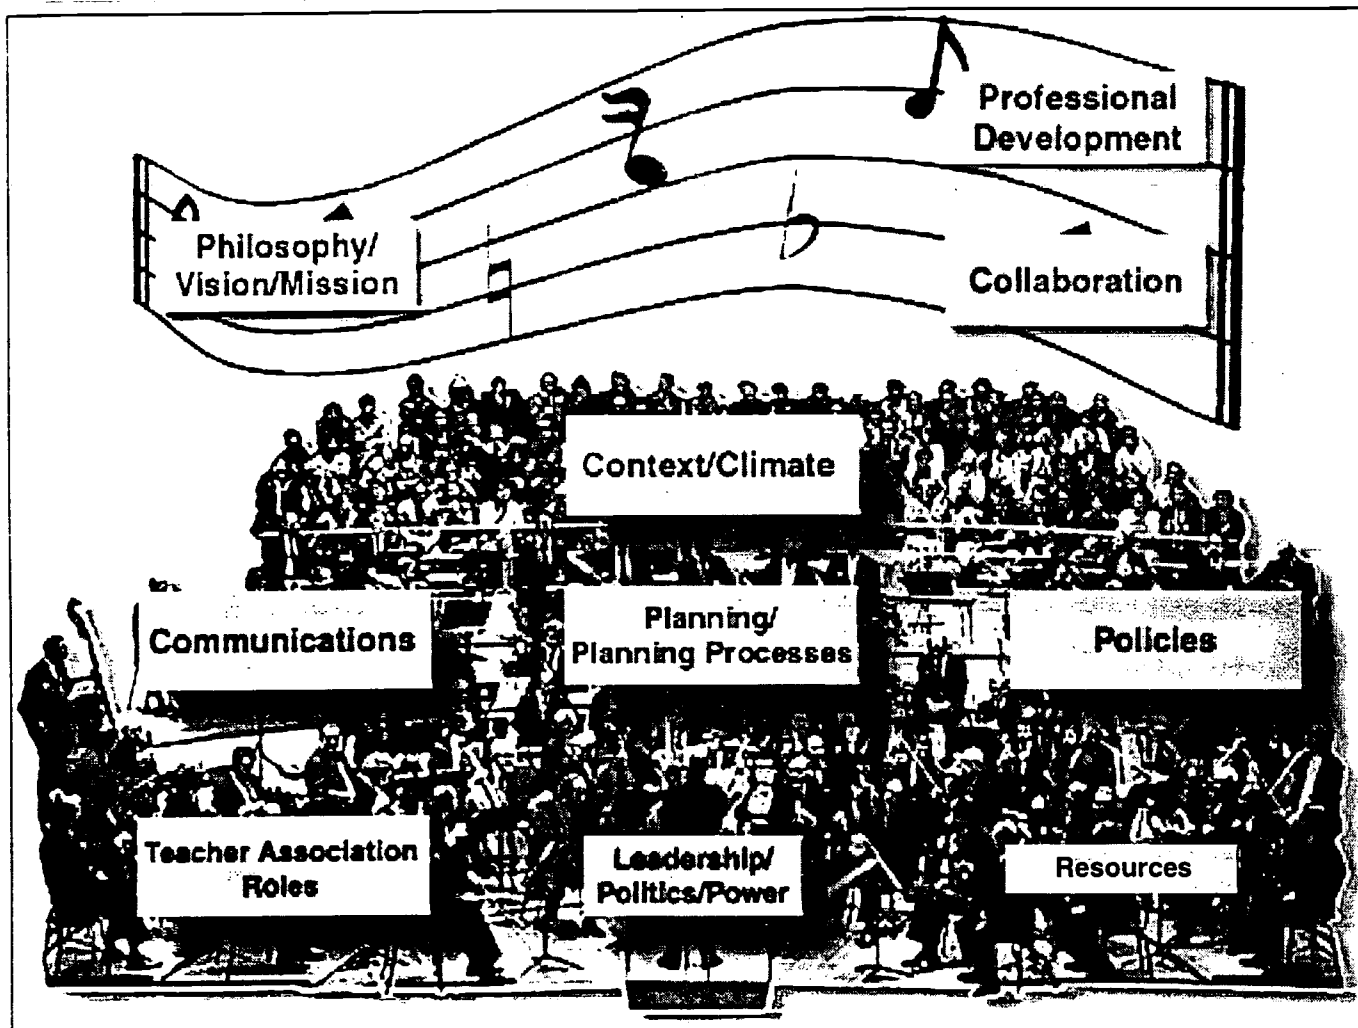 Professional
Development
Philosophy/
Vision/Mission
Collaboration
Context/Climate
Communications
Planning/
Planning Processes
Policies
Teacher Association
Roles
Leadership/
Politics/Power
Resources